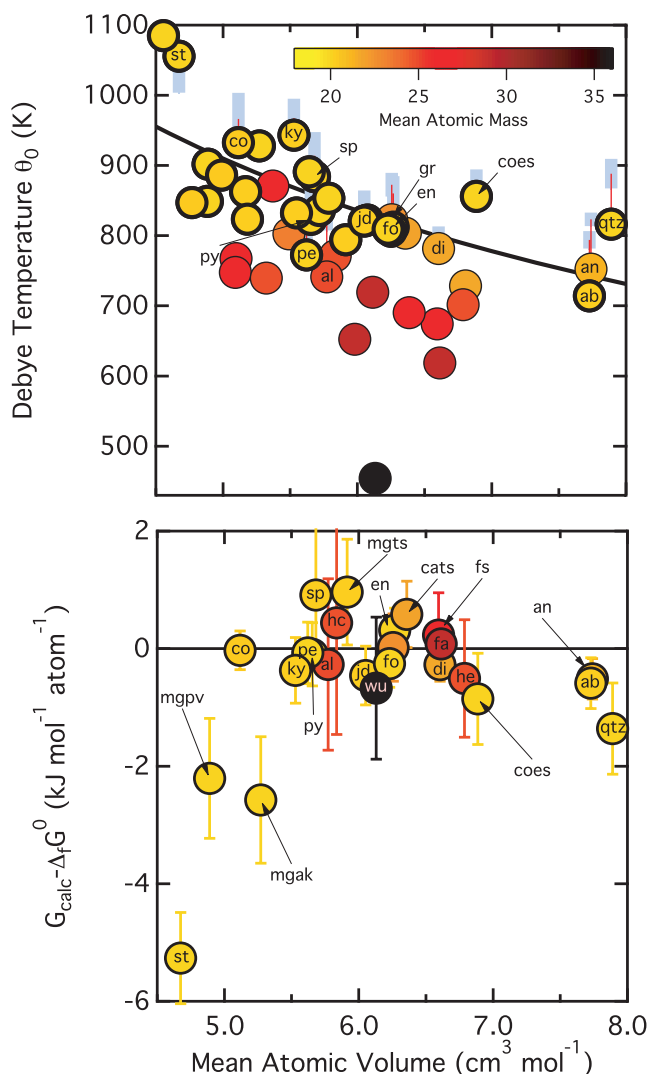 1100
1000
900
800
700
600
500
Debye Temperature θ0 (K)
20 25 30 35
Mean Atomic Mass
st
co
ky
sp
gr
en
coes
py
pe
al
jd
fo
di
qtz
an
ab
2
0
-2
-4
-6
Gcalc-ΔfG0 (kJ mol-1 atom-1)
mgts
cats
fs
en
an
sp
hc
co
pe
ky
al
jd
fo
wu
fa
di
he
ab
qtz
mgpv
py
coes
mgak
st
5.0 6.0 7.0 8.0
Mean Atomic Volume (cm3 mol-1)